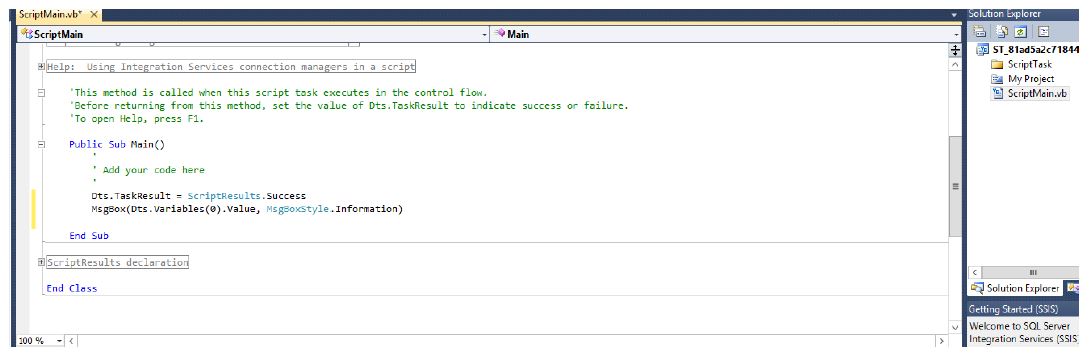 ScriptMain.vb* ×
Solution Explorer
ScriptMain
Main
Help: Using Integration Services connection managers in a script
'This method is called when this script task executes in the control flow.
'Before returning from this method, set the value of Dts.TaskResult to indicate success or failure.
'To open Help, press F1.
Public Sub Main()
'
' Add your code here
'
Dts.TaskResult = ScriptResults.Success
MsgBox(Dts.Variables(0).Value, MsgBoxStyle.Information)
End Sub
ScriptResults declaration
End Class
100 %
ST_81ad5a2c71844
ScriptTask
My Project
ScriptMain.vb
Solution Explorer
Getting Started (SSIS)
Welcome to SQL Server
Integration Services (SSIS